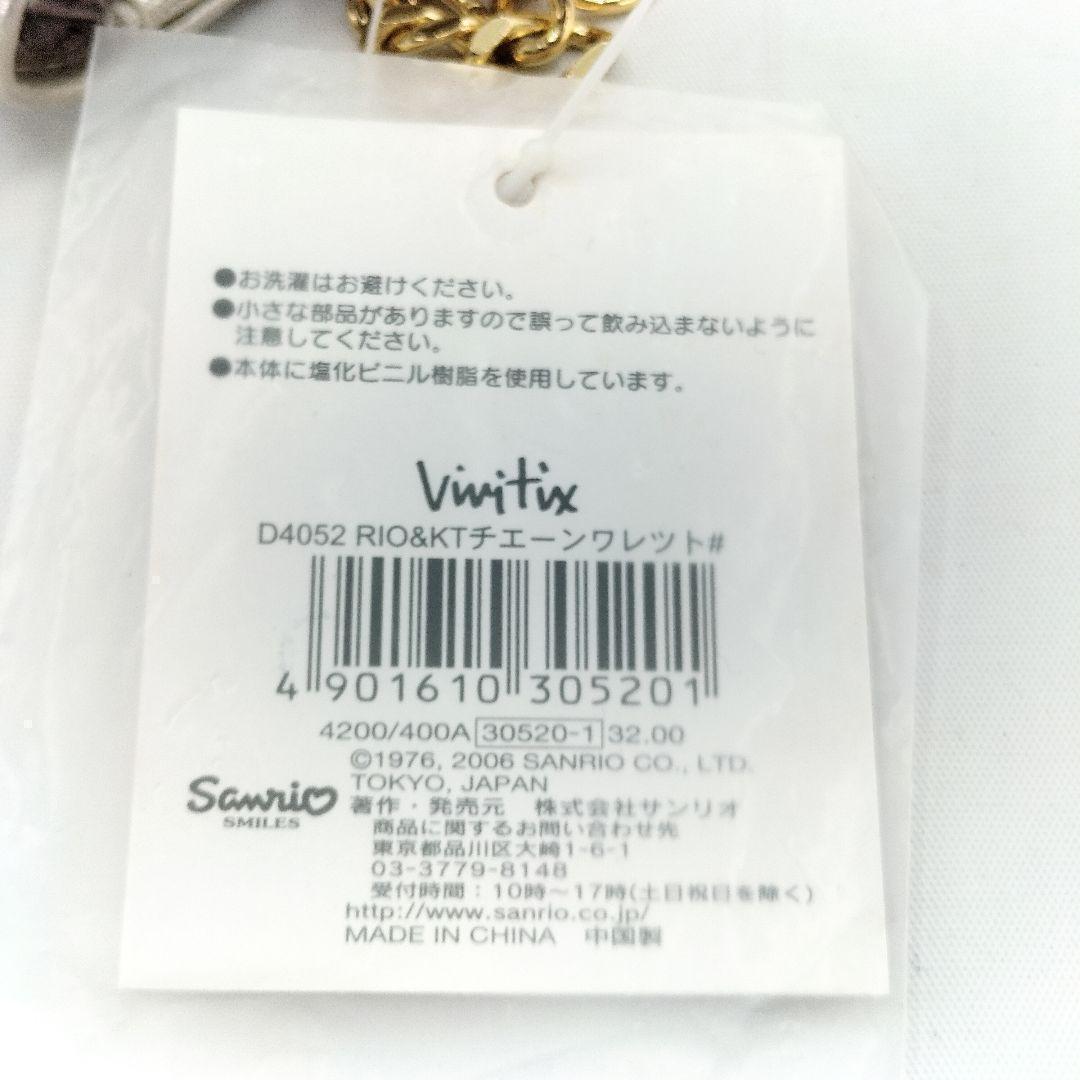 ●お洗濯はお避けください。
●小さな部品がありますので誤って飲み込まないように
注意してください。
●本体に塩化ビニル樹脂を使用しています。
Vivitix
D4052 RIO&KTチエーンワレツト#
4 901610 305201
4200/400A 30520-1 32.00
©1976, 2006 SANRIO CO., LTD.
TOKYO, JAPAN
Sanrio
SMILES
著作・発売元 株式会社サンリオ
商品に関するお問い合わせ先
東京都品川区大崎1-6-1
03-3779-8148
受付時間：10時～17時(土日祝日を除く)
http://www.sanrio.co.jp/
MADE IN CHINA 中国製